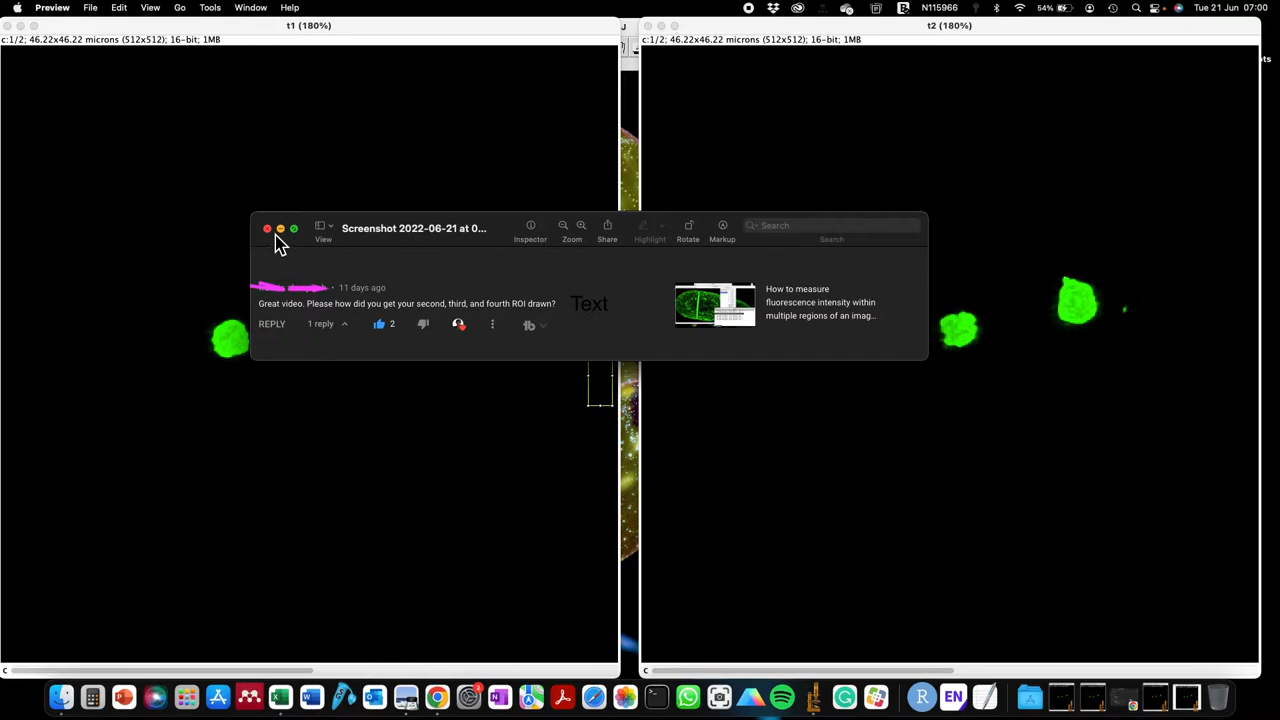 Preview File Edit View Go Tools Window Help N115966 54% Tue 21 Jun 07:00
t1 (180%)
t2 (180%)
c:1/2; 46.22x46.22 microns (512x512); 16-bit; 1MB
c:1/2; 46.22x46.22 microns (512x512); 16-bit; 1MB
ots
Screenshot 2022-06-21 at 0...
Search
View Inspector Zoom Share Highlight Rotate Markup Search
11 days ago
Great video. Please how did you get your second, third, and fourth ROI drawn?
Text
REPLY 1 reply 2
How to measure
fluorescence intensity within
multiple regions of an imag...
c
c
EN